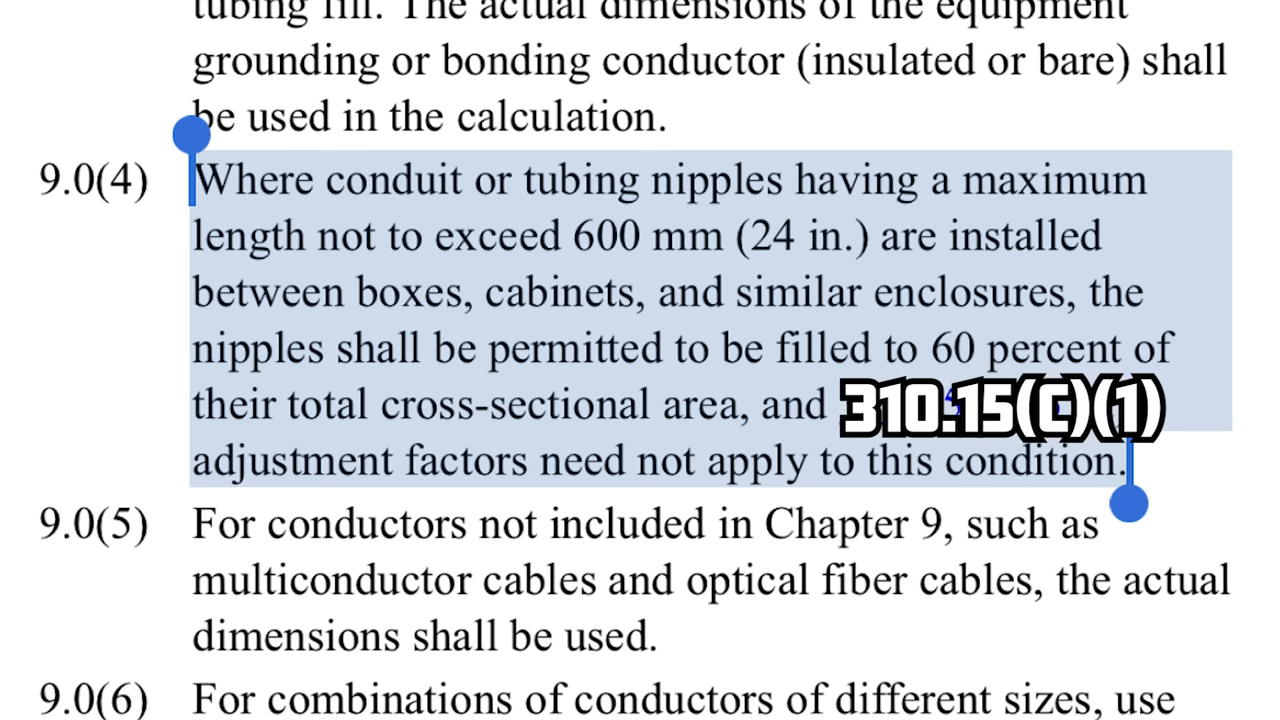 tubing fill. The actual dimensions of the equipment
grounding or bonding conductor (insulated or bare) shall
be used in the calculation.
9.0(4) Where conduit or tubing nipples having a maximum
length not to exceed 600 mm (24 in.) are installed
between boxes, cabinets, and similar enclosures, the
nipples shall be permitted to be filled to 60 percent of
their total cross-sectional area, and 310.15(C)(1)
adjustment factors need not apply to this condition.
9.0(5) For conductors not included in Chapter 9, such as
multiconductor cables and optical fiber cables, the actual
dimensions shall be used.
9.0(6) For combinations of conductors of different sizes, use